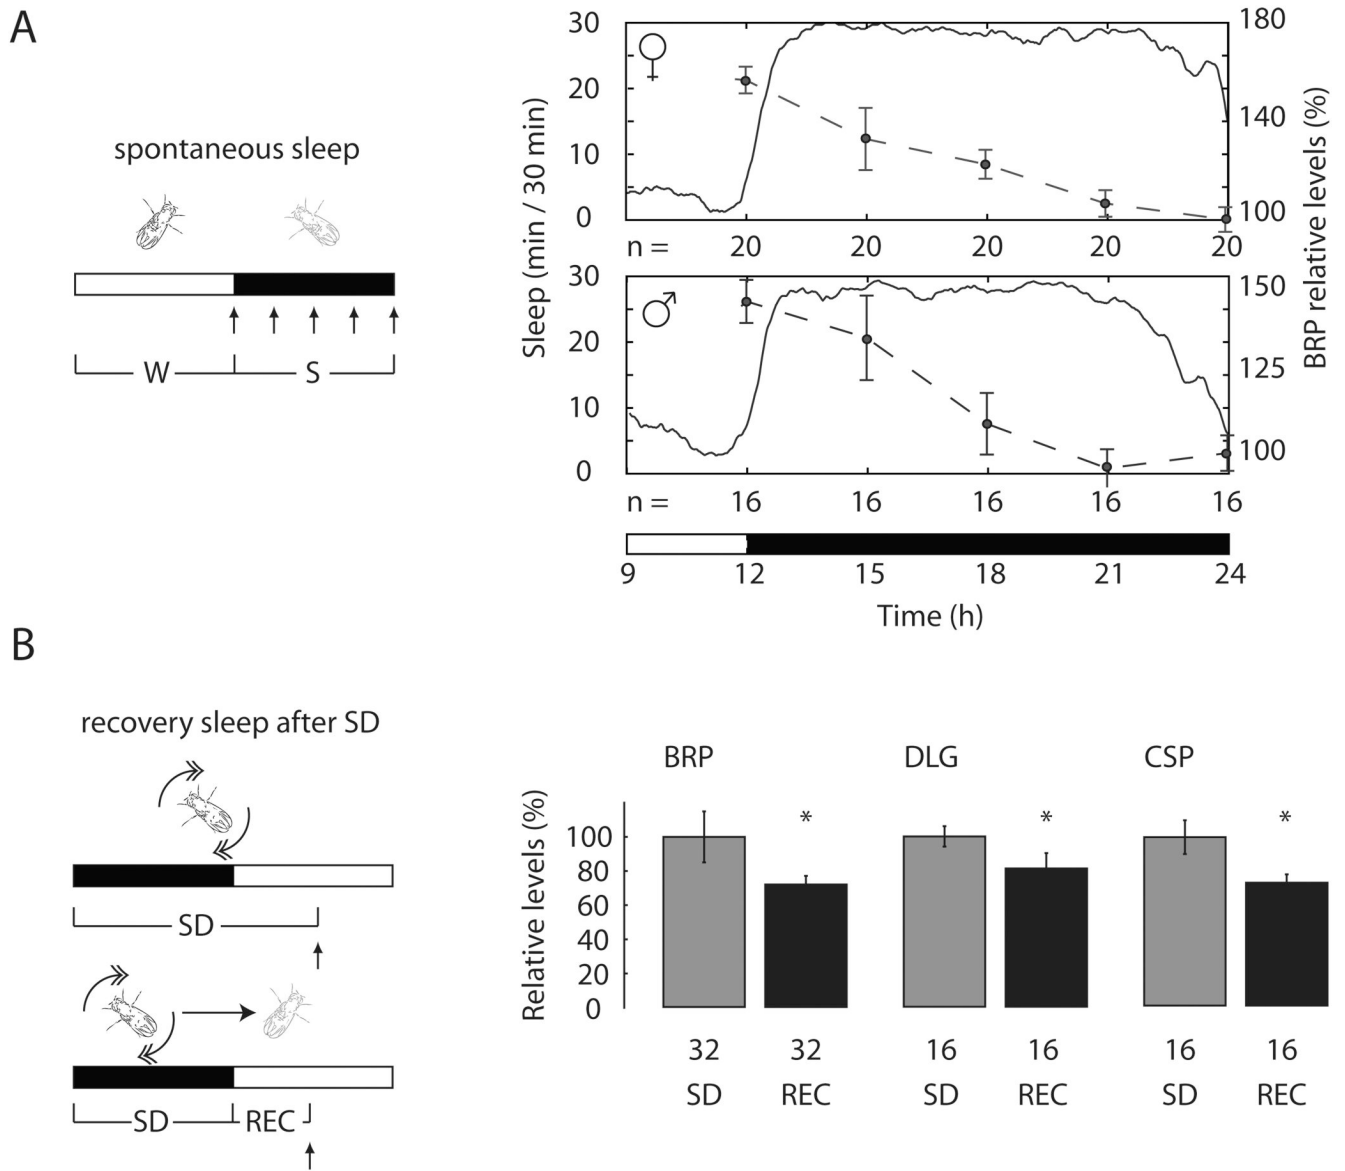 A
spontaneous sleep
W
S
Sleep (min / 30 min)
30
20
10
0
♀
180
140
100
n =
20
20
20
20
20
30
20
10
0
♂
150
125
100
BRP relative levels (%)
n =
16
16
16
16
16
9
12
15
18
21
24
Time (h)
B
recovery sleep after SD
SD
SD
REC
Relative levels (%)
100
80
60
40
20
0
BRP
DLG
CSP
*
*
*
32
32
16
16
16
16
SD
REC
SD
REC
SD
REC